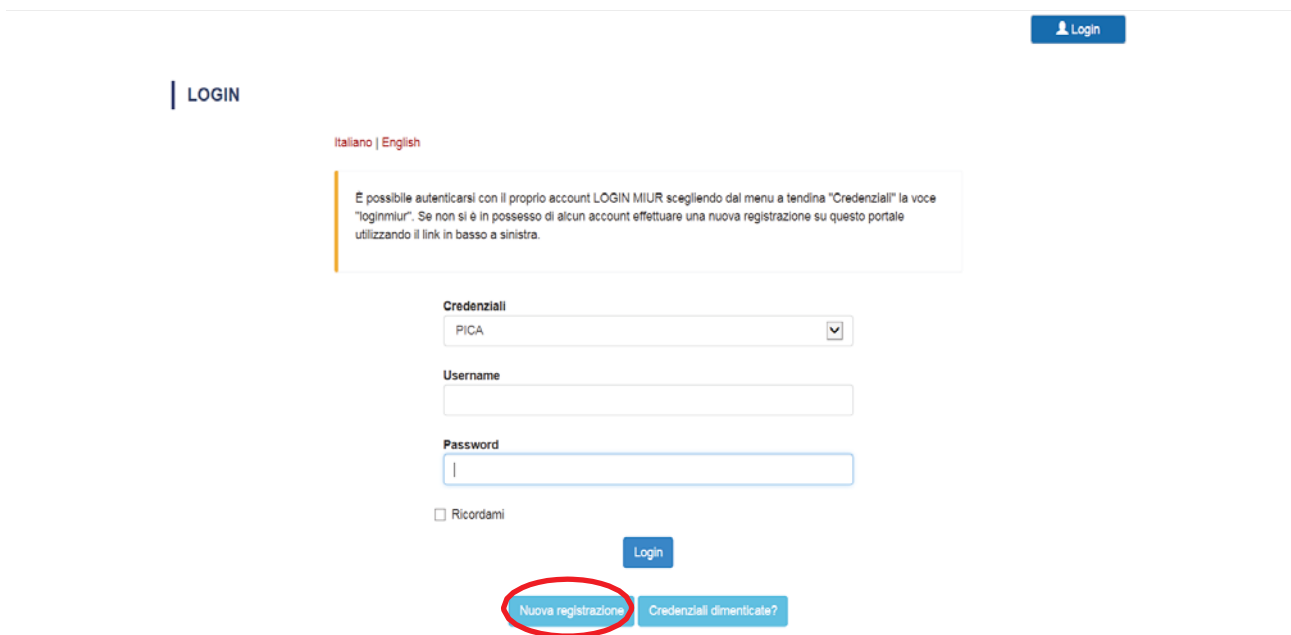 Login
LOGIN
Italiano | English
È possibile autenticarsi con il proprio account LOGIN MIUR scegliendo dal menu a tendina "Credenziali" la voce
"loginmiur". Se non si è in possesso di alcun account effettuare una nuova registrazione su questo portale
utilizzando il link in basso a sinistra.
Credenziali
PICA
Username
Password
Ricordami
Login
Nuova registrazione
Credenziali dimenticate?